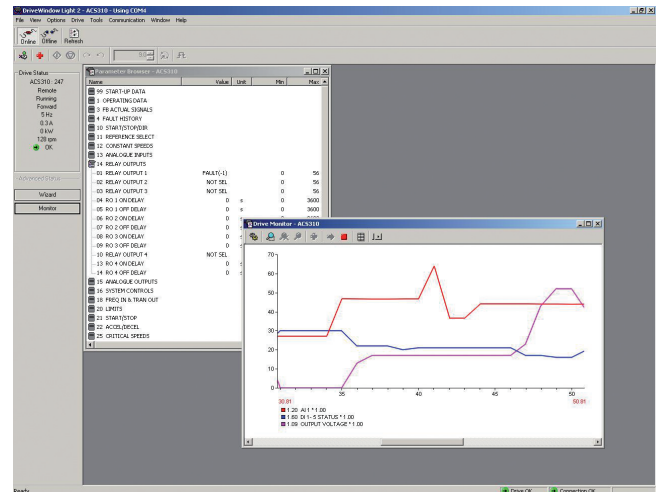 DriveWindow Light 2 - ACS310 - Using COM4
File View Options Drive Tools Communication Window Help
Online Offline Refresh
Drive Status
ACS310 - 247
Remote
Running
Forward
5 Hz
0.3 A
0 kW
128 rpm
OK
Advanced Status
Wizard
Monitor
Parameter Browser - ACS310
Name Value Unit Min Max
99 START-UP DATA
1 OPERATING DATA
3 FB ACTUAL SIGNALS
4 FAULT HISTORY
10 START/STOP/DIR
11 REFERENCE SELECT
12 CONSTANT SPEEDS
13 ANALOGUE INPUTS
14 RELAY OUTPUTS
01 RELAY OUTPUT 1 FAULT(-1) 0 56
02 RELAY OUTPUT 2 NOT SEL 0 56
03 RELAY OUTPUT 3 NOT SEL 0 56
04 RO 1 ON DELAY 0 s 0 3600
05 RO 1 OFF DELAY 0 s 0 3600
06 RO 2 ON DELAY 0 s 0
07 RO 2 OFF DELAY 0
08 RO 3 ON DELAY 0
09 RO 3 OFF DELAY 0
10 RELAY OUTPUT 4 NOT SEL
13 RO 4 ON DELAY 0
14 RO 4 OFF DELAY 0
15 ANALOGUE OUTPUTS
16 SYSTEM CONTROLS
18 FREQ IN & TRAN OUT
20 LIMITS
21 START/STOP
22 ACCEL/DECEL
25 CRITICAL SPEEDS
Drive Monitor - ACS310
70
60
50
40
30
20
10
0
35 40 45 50
30.81 50.81
1.20 AI 1 * 1.00
1.60 DI 1-5 STATUS * 1.00
1.09 OUTPUT VOLTAGE * 1.00
Ready Drive OK Connection OK